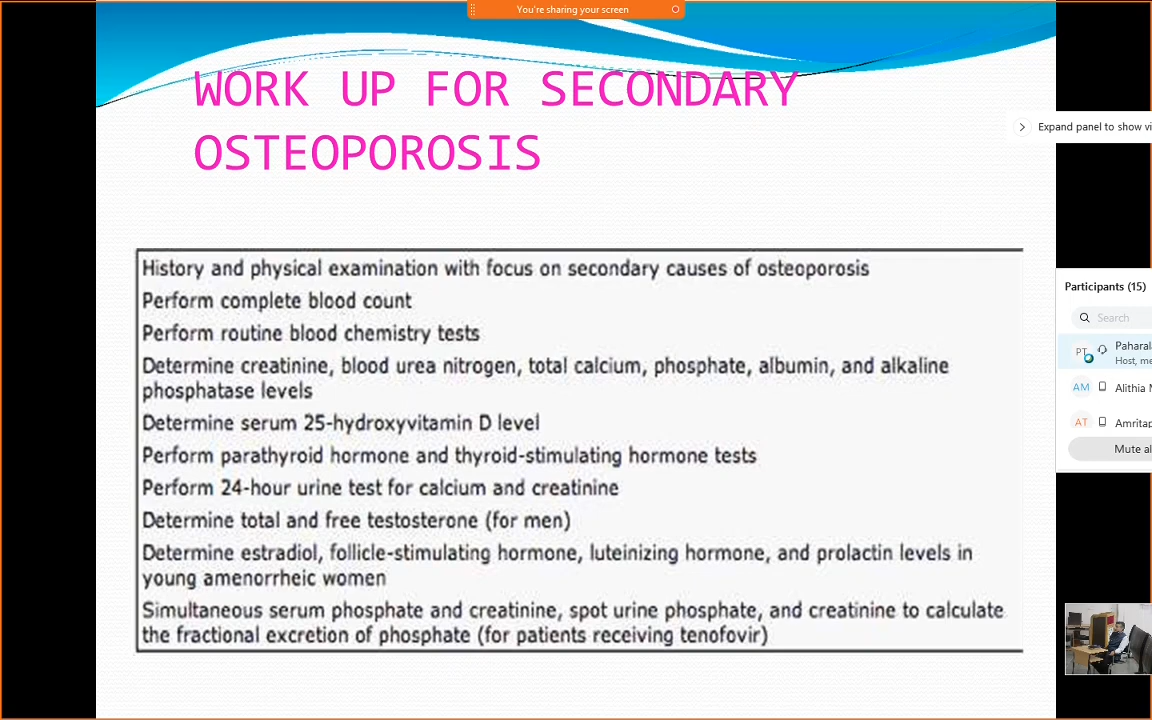 You're sharing your screen
WORK UP FOR SECONDARY
OSTEOPOROSIS
Expand panel to show
History and physical examination with focus on secondary causes of osteoporosis
Perform complete blood count
Perform routine blood chemistry tests
Determine creatinine, blood urea nitrogen, total calcium, phosphate, albumin, and alkaline
phosphatase levels
Determine serum 25-hydroxyvitamin D level
Perform parathyroid hormone and thyroid-stimulating hormone tests
Perform 24-hour urine test for calcium and creatinine
Determine total and free testosterone (for men)
Determine estradiol, follicle-stimulating hormone, luteinizing hormone, and prolactin levels in
young amenorrheic women
Simultaneous serum phosphate and creatinine, spot urine phosphate, and creatinine to calculate
the fractional excretion of phosphate (for patients receiving tenofovir)
Participants (15)
Search
PT
Host,
AM Alithia
AT
Mute